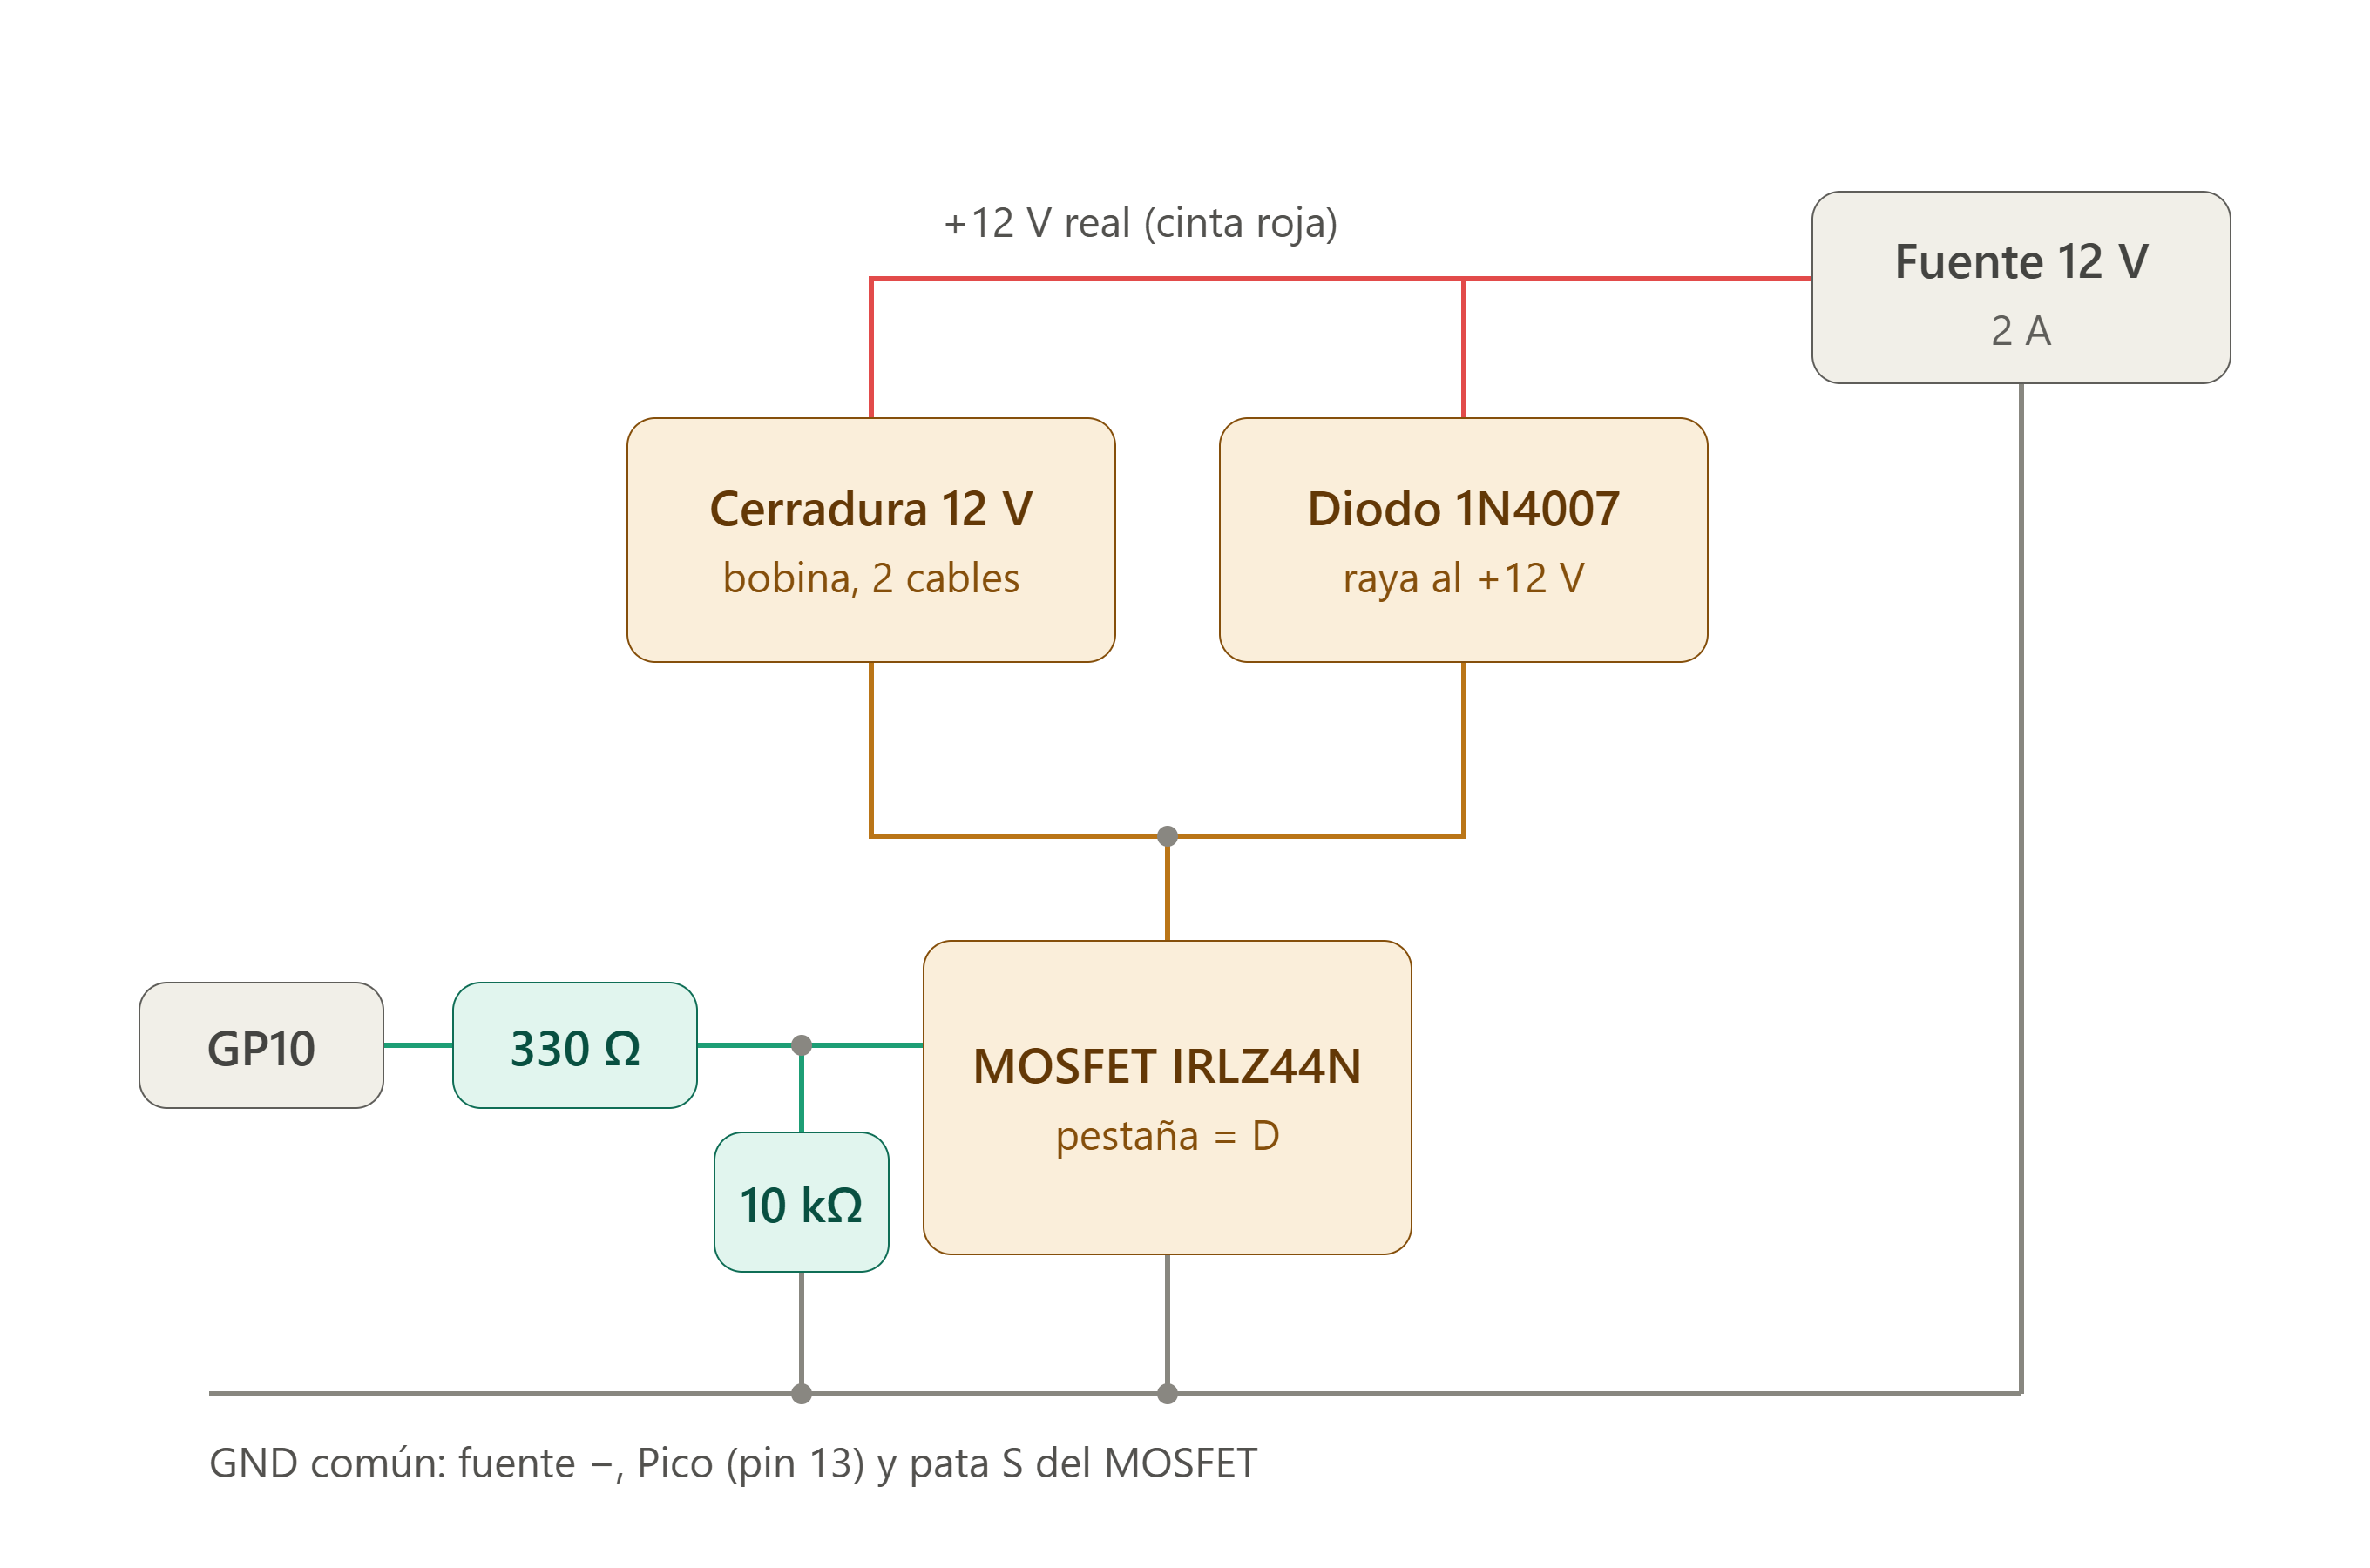 +12 V real (cinta roja)
Fuente 12 V
2 A
Cerradura 12 V
bobina, 2 cables
Diodo 1N4007
raya al +12 V
GP10
330 Ω
MOSFET IRLZ44N
pestaña = D
10 kΩ
GND común: fuente −, Pico (pin 13) y pata S del MOSFET